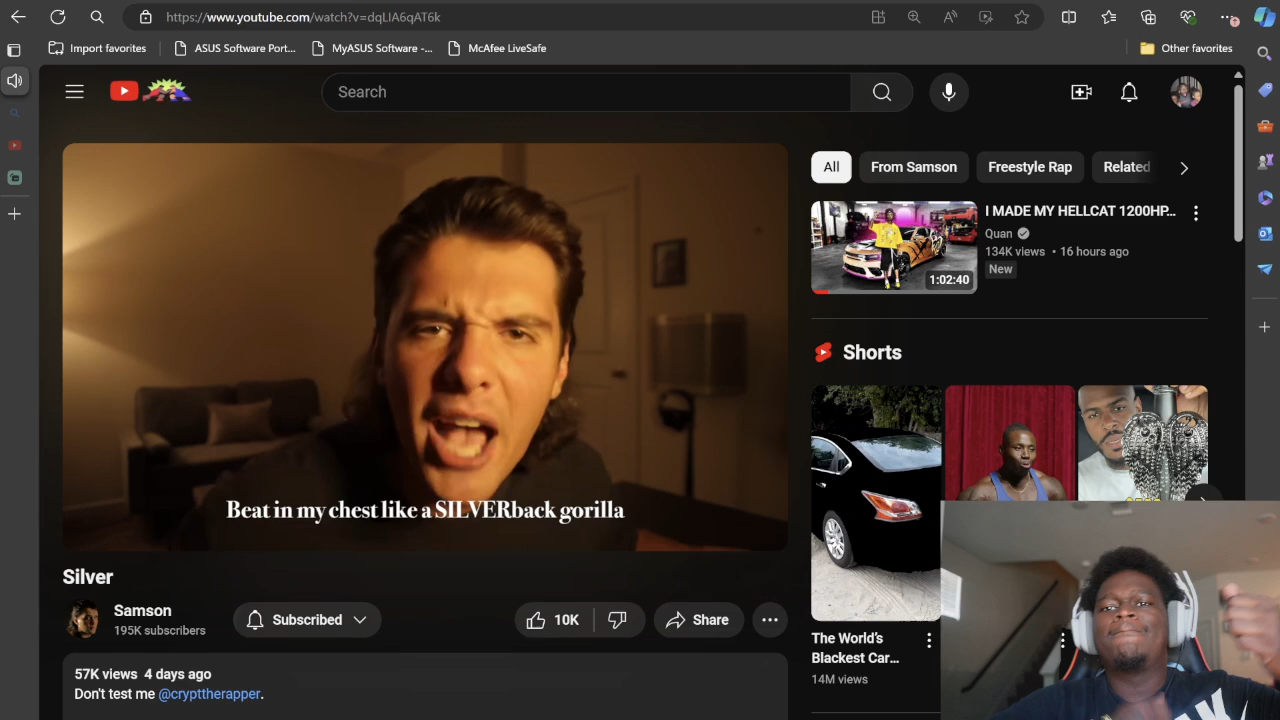 https://www.youtube.com/watch?v=dqLIA6qAT6k
Import favorites
ASUS Software Port...
MyASUS Software -...
McAfee LiveSafe
Other favorites
Search
All
From Samson
Freestyle Rap
Related
I MADE MY HELLCAT 1200HP...
Quan
134K views • 16 hours ago
New
1:02:40
Shorts
Beat in my chest like a SILVERback gorilla
Silver
Samson
195K subscribers
Subscribed
10K
Share
The World's
Blackest Car...
14M views
57K views 4 days ago
Don't test me @crypttherapper.